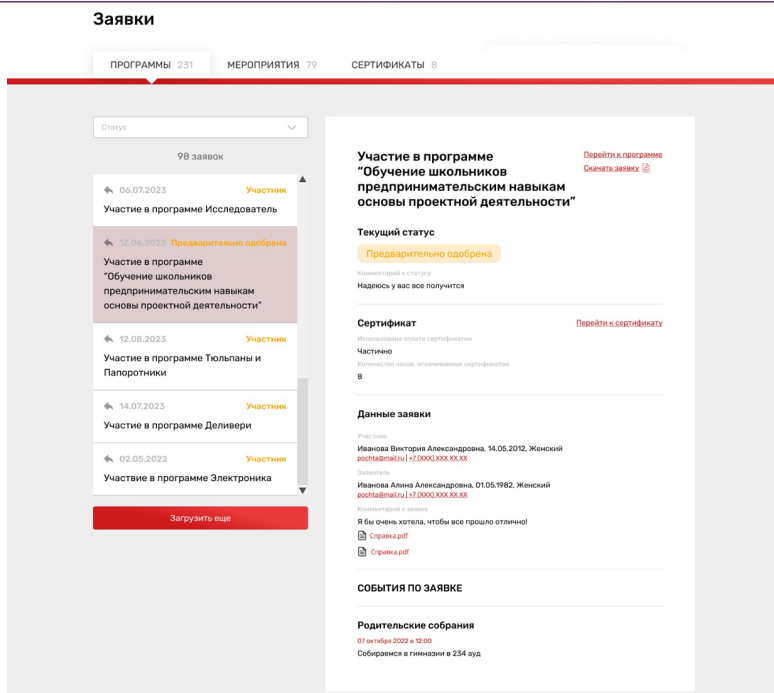 Заявки
ПРОГРАММЫ 231 МЕРОПРИЯТИЯ 79 СЕРТИФИКАТЫ 8
Статус
98 заявок
06.07.2023 Участник
Участие в программе Исследователь
12.06.2023 Предварительно одобрена
Участие в программе
“Обучение школьников
предпринимательским навыкам
основы проектной деятельности”
12.08.2023 Участник
Участие в программе Тюльпаны и
Папоротники
14.07.2023 Участник
Участие в программе Деливери
02.05.2022 Участник
Участвие в программе Электроника
Загрузить еще
Участие в программе
“Обучение школьников
предпринимательским навыкам
основы проектной деятельности”
Перейти к программе
Скачать заявку
Текущий статус
Предварительно одобрена
Комментарий к статусу
Надеюсь у вас все получится
Сертификат Перейти к сертификату
Использована оплата сертификатом
Частично
Количество часов, оплачиваемых сертификатом
8
Данные заявки
Участник
Иванова Виктория Александровна, 14.05.2012, Женский
pochta@mail.ru | +7 (XXX) XXX XX XX
Заявитель
Иванова Алина Александровна, 01.05.1982, Женский
pochta@mail.ru | +7 (XXX) XXX XX XX
Комментарий к заявке
Я бы очень хотела, чтобы все прошло отлично!
Справка.pdf
Справка.pdf
СОБЫТИЯ ПО ЗАЯВКЕ
Родительские собрания
07 октября 2022 в 12:00
Собираемся в гимназии в 234 ауд